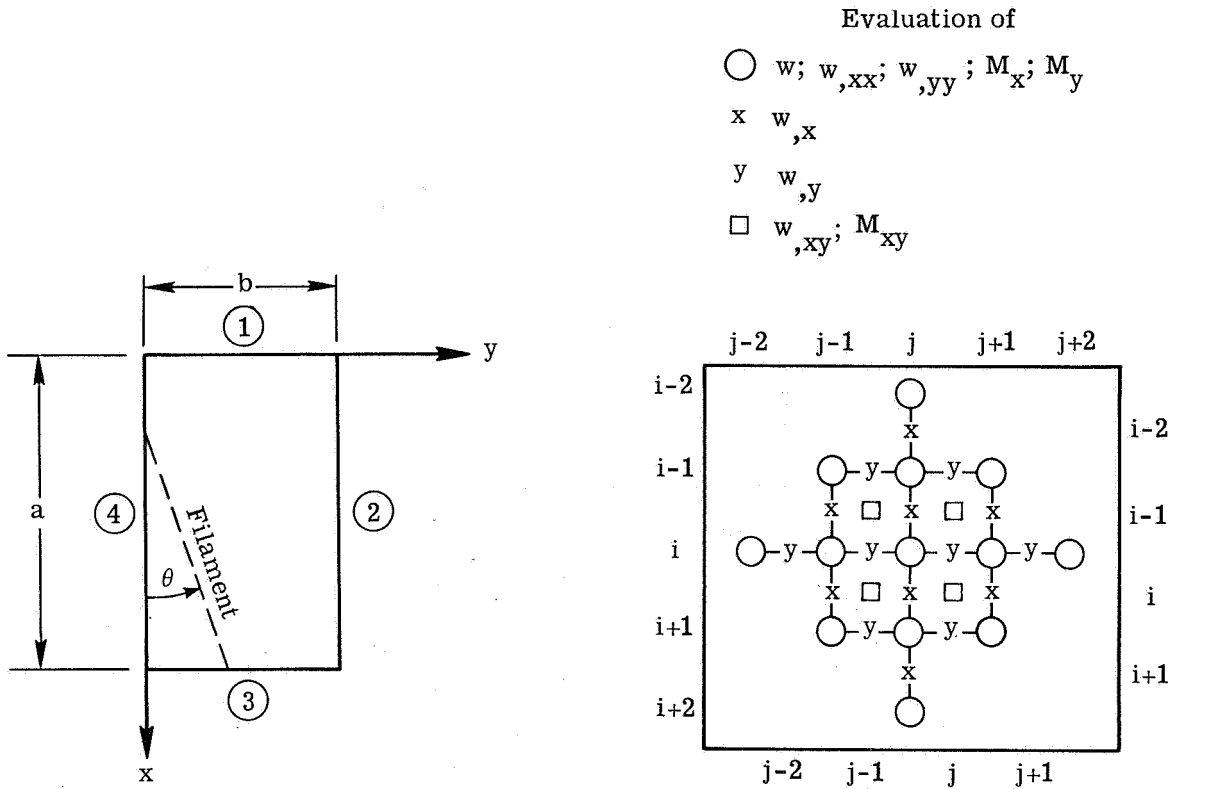 Evaluation of
w; w,xx; w,yy; Mx; My
x w,x
y w,y
w,xy; Mxy
b
1
y
a
4
2
Filament
θ
3
x
j-2 j-1 j j+1 j+2
i-2
x
i-2
i-1
y y
x x x
i-1
i
y y y y
x x x
i
i+1
y y
x
i+1
i+2
j-2 j-1 j j+1